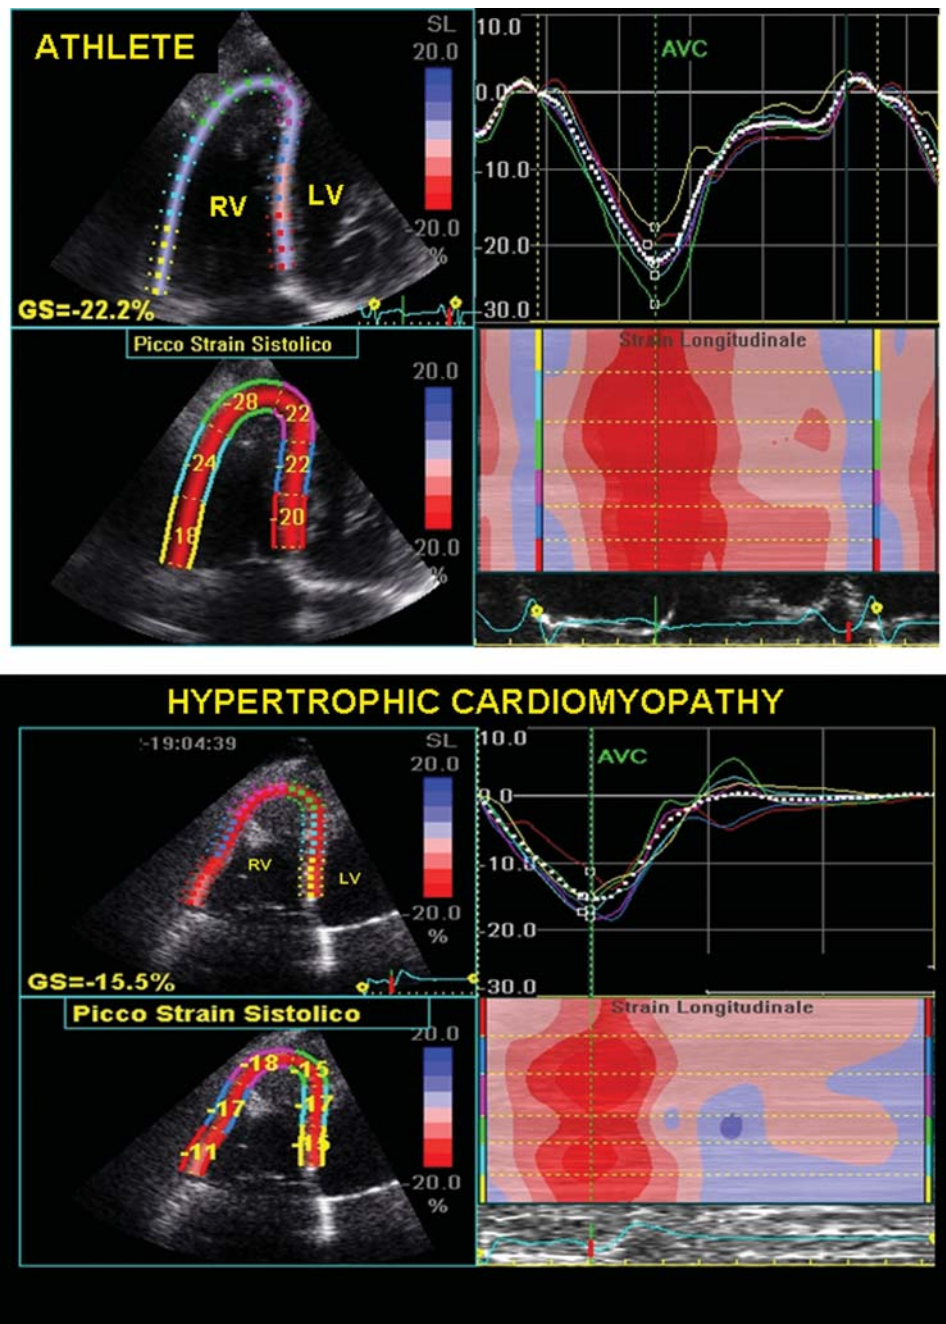 ATHLETE
SL
20.0
-20.0
%
RV
LV
GS=-22.2%
10.0
0.0
-10.0
-20.0
-30.0
AVC
Picco Strain Sistolico
20.0
-20.0
%
-28
-22
-24
-22
-18
-20
Strain Longitudinale
HYPERTROPHIC CARDIOMYOPATHY
:-19:04:39
SL
20.0
-20.0
%
RV
LV
GS=-15.5%
10.0
0.0
-10.0
-20.0
-30.0
AVC
Picco Strain Sistolico
20.0
-20.0
%
-18
-15
-17
-17
-11
Strain Longitudinale